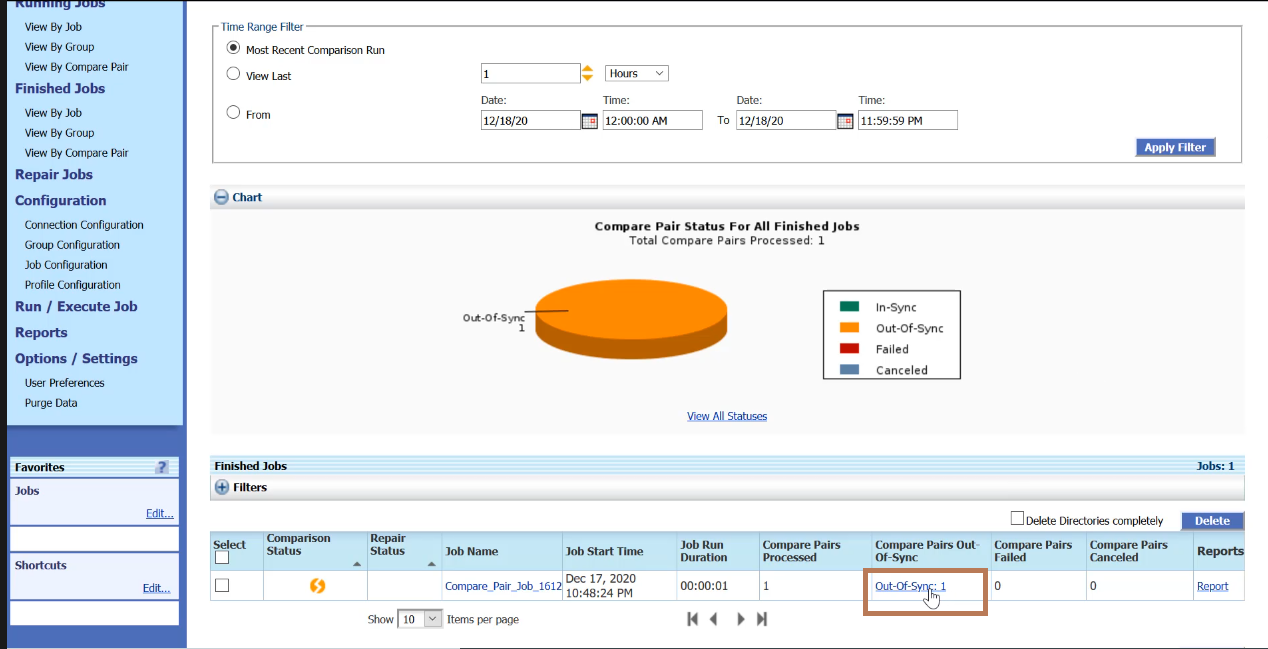 Running Jobs
View By Job
View By Group
View By Compare Pair
Finished Jobs
View By Job
View By Group
View By Compare Pair
Repair Jobs
Configuration
Connection Configuration
Group Configuration
Job Configuration
Profile Configuration
Run / Execute Job
Reports
Options / Settings
User Preferences
Purge Data
Favorites ?
Jobs
Edit...
Shortcuts
Edit...
Time Range Filter
Most Recent Comparison Run
View Last 1 Hours
Date: Time: Date: Time:
From 12/18/20 12:00:00 AM To 12/18/20 11:59:59 PM
Apply Filter
Chart
Compare Pair Status For All Finished Jobs
Total Compare Pairs Processed: 1
Out-Of-Sync
1
In-Sync
Out-Of-Sync
Failed
Canceled
View All Statuses
Finished Jobs Jobs: 1
Filters
Delete Directories completely Delete
Select Comparison Status Repair Status Job Name Job Start Time Job Run Duration Compare Pairs Processed Compare Pairs Out-Of-Sync Compare Pairs Failed Compare Pairs Canceled Reports
Compare_Pair_Job_1612 Dec 17, 2020 10:48:24 PM 00:00:01 1 Out-Of-Sync: 1 0 0 Report
Show 10 Items per page